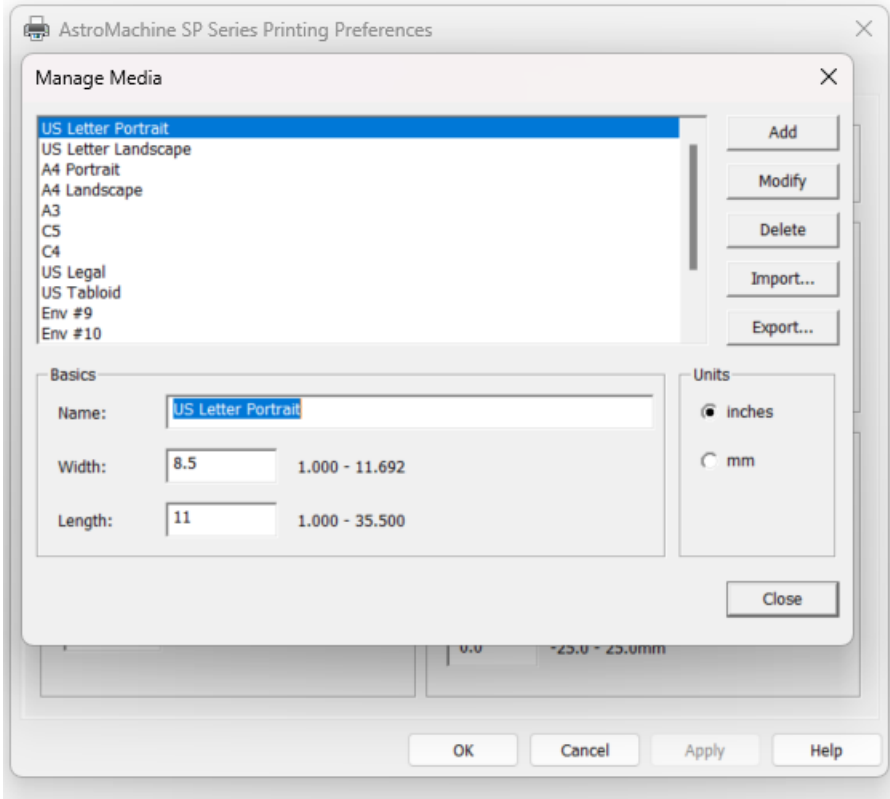 AstroMachine SP Series Printing Preferences
Manage Media
US Letter Portrait
US Letter Landscape
A4 Portrait
A4 Landscape
A3
C5
C4
US Legal
US Tabloid
Env #9
Env #10
Add
Modify
Delete
Import...
Export...
Basics
Name: US Letter Portrait
Width: 8.5 1.000 - 11.692
Length: 11 1.000 - 35.500
Units
inches
mm
Close
0.0 -25.0 - 25.0mm
OK Cancel Apply Help